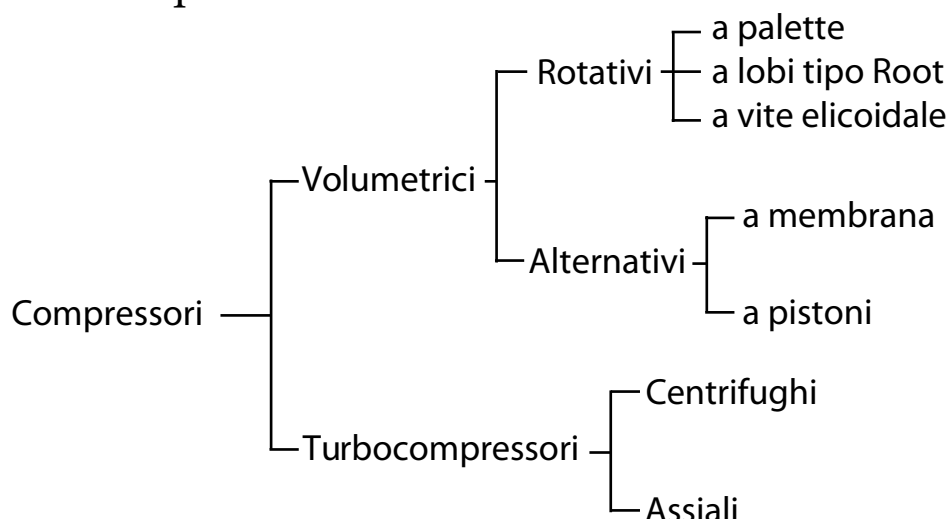 a palette
Rotativi
a lobi tipo Root
a vite elicoidale
Volumetrici
a membrana
Alternativi
Compressori
a pistoni
Centrifughi
Turbocompressori
Assiali